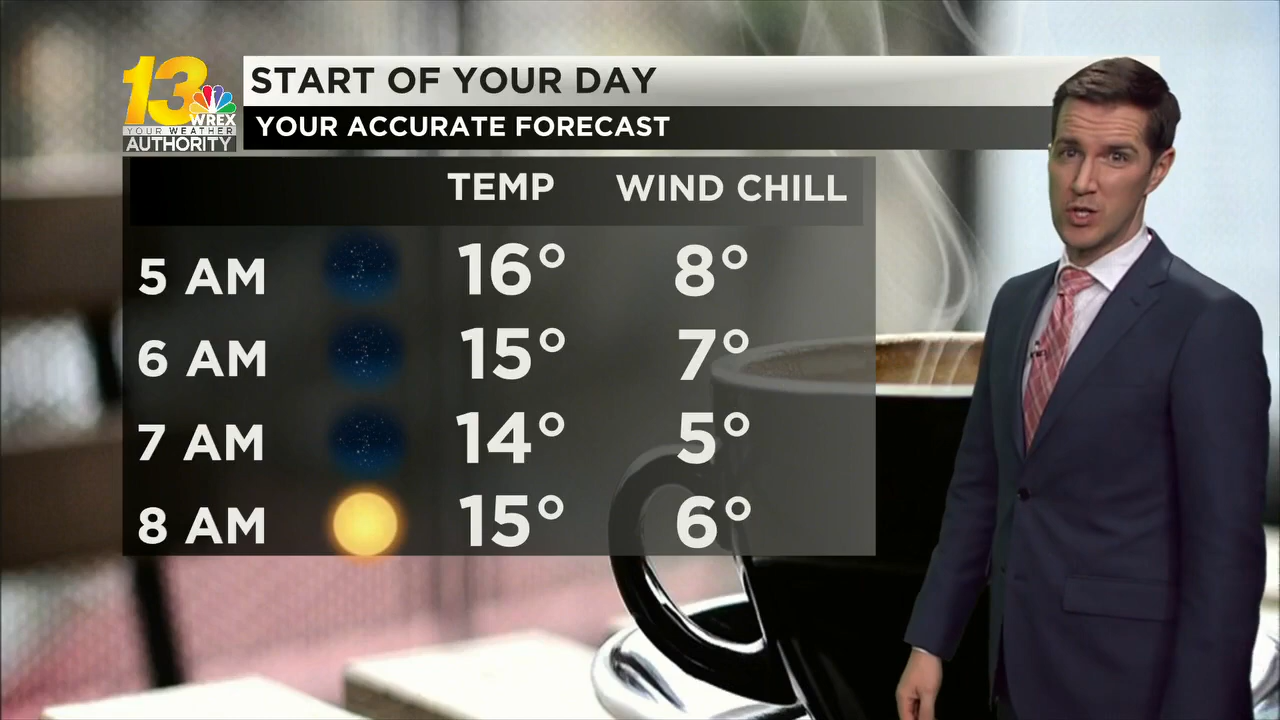 13
WREX
YOUR WEATHER
AUTHORITY
START OF YOUR DAY
YOUR ACCURATE FORECAST
TEMP WIND CHILL
5 AM 16° 8°
6 AM 15° 7°
7 AM 14° 5°
8 AM 15° 6°